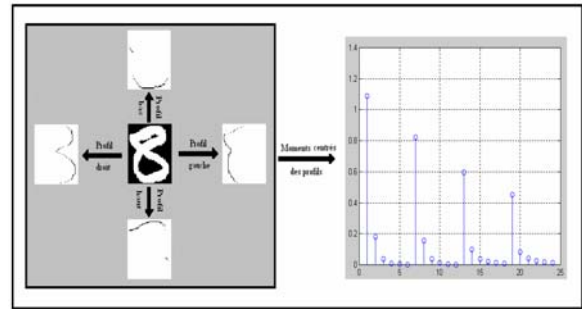 Profil
bas
Profil
droit
Profil
gauche
Profil
haut
Moments centrés
des profils
1.4
1.2
1
0.8
0.6
0.4
0.2
0
0 5 10 15 20 25
8